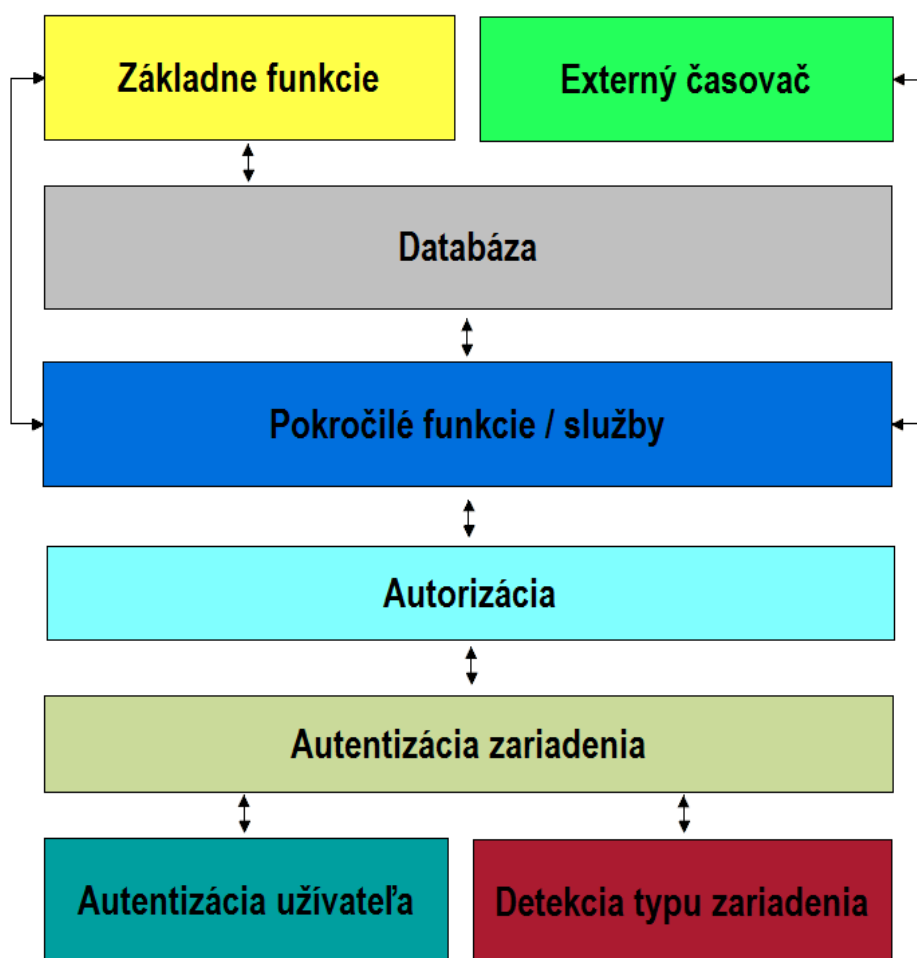 Základne funkcie
Externý časovač
Databáza
Pokročilé funkcie / služby
Autorizácia
Autentizácia zariadenia
Autentizácia užívateľa
Detekcia typu zariadenia